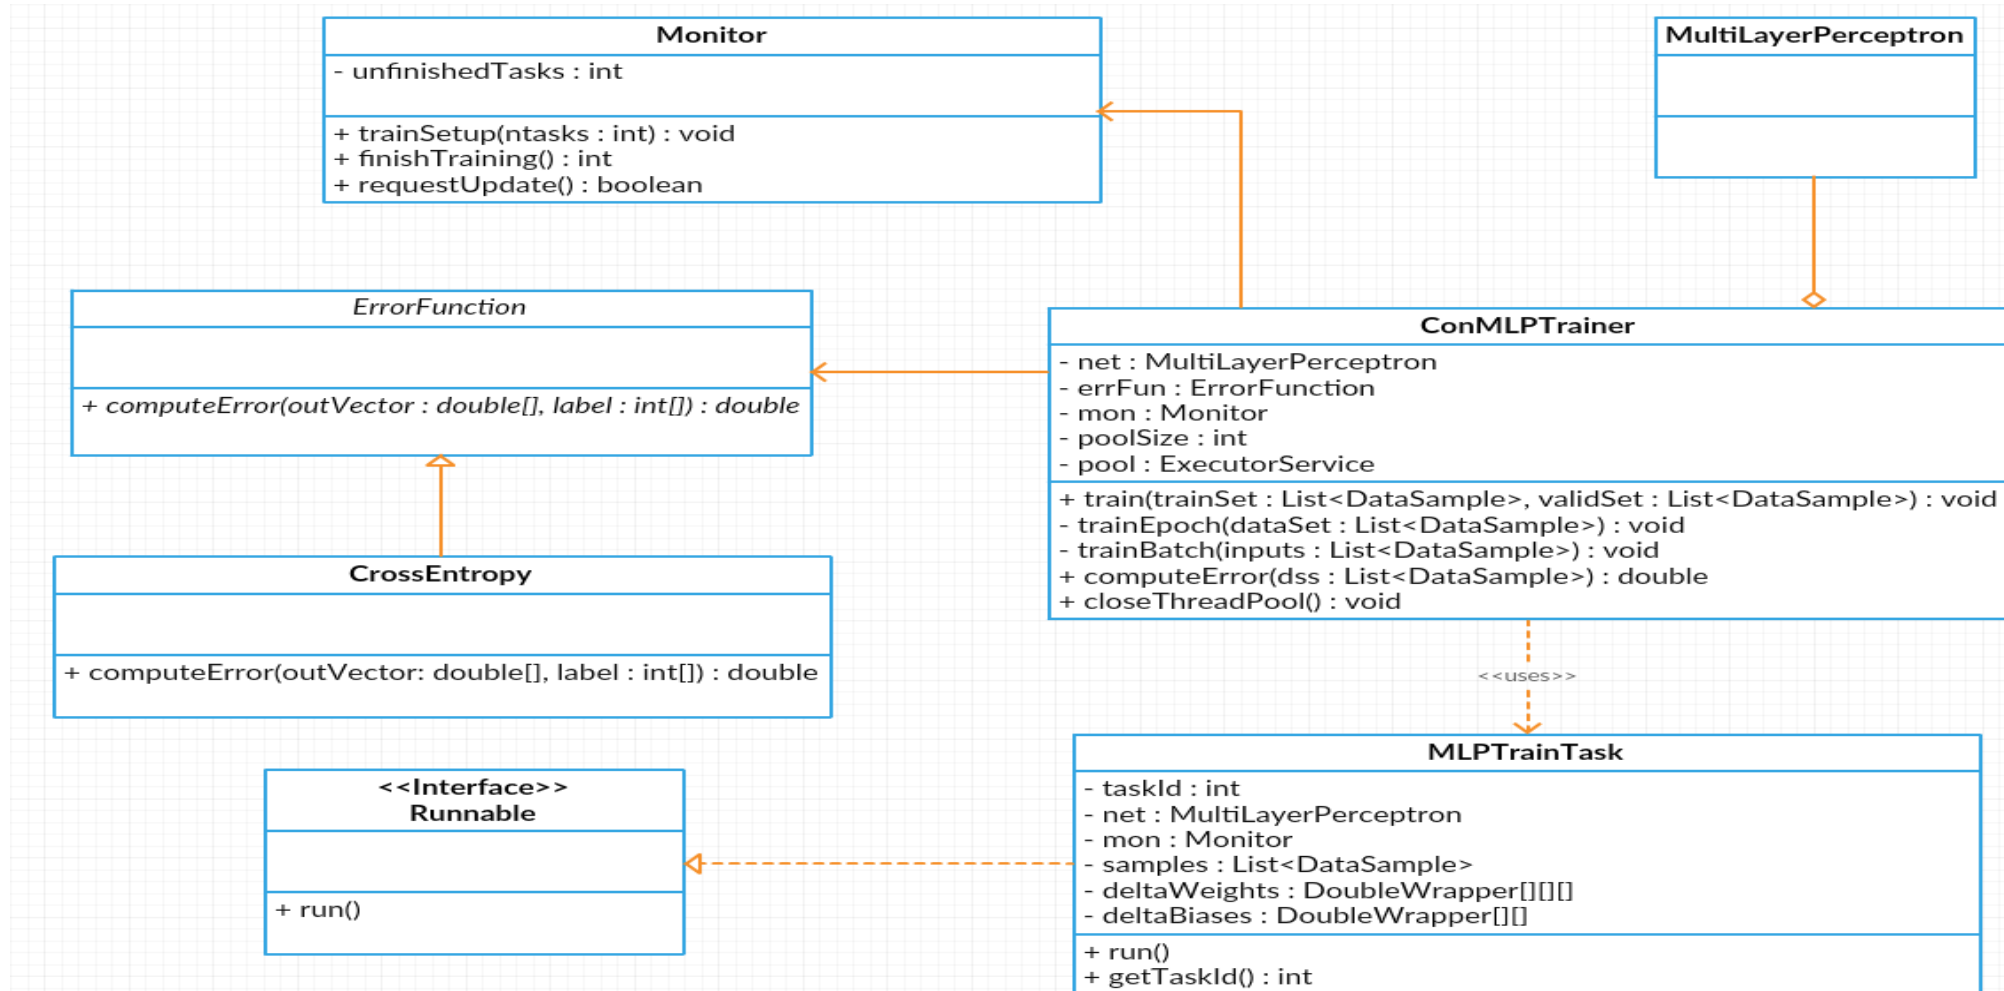 Monitor
- unfinishedTasks : int
+ trainSetup(ntasks : int) : void
+ finishTraining() : int
+ requestUpdate() : boolean
MultiLayerPerceptron
ErrorFunction
+ computeError(outVector : double[], label : int[]) : double
ConMLPTrainer
- net : MultiLayerPerceptron
- errFun : ErrorFunction
- mon : Monitor
- poolSize : int
- pool : ExecutorService
+ train(trainSet : List<DataSample>, validSet : List<DataSample>) : void
- trainEpoch(dataSet : List<DataSample>) : void
- trainBatch(inputs : List<DataSample>) : void
+ computeError(dss : List<DataSample>) : double
+ closeThreadPool() : void
CrossEntropy
+ computeError(outVector: double[], label : int[]) : double
<<uses>>
<<Interface>>
Runnable
+ run()
MLPTrainTask
- taskId : int
- net : MultiLayerPerceptron
- mon : Monitor
- samples : List<DataSample>
- deltaWeights : DoubleWrapper[][][]
- deltaBiases : DoubleWrapper[][]
+ run()
+ getTaskId() : int